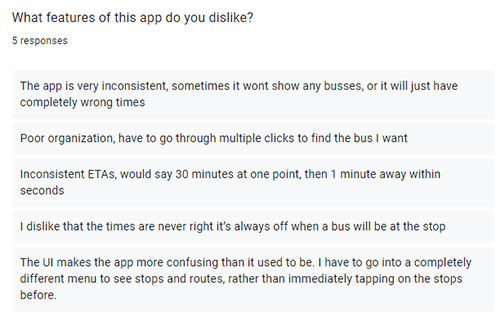 What features of this app do you dislike?
5 responses
The app is very inconsistent, sometimes it wont show any busses, or it will just have
completely wrong times
Poor organization, have to go through multiple clicks to find the bus I want
Inconsistent ETAs, would say 30 minutes at one point, then 1 minute away within
seconds
I dislike that the times are never right it's always off when a bus will be at the stop
The UI makes the app more confusing than it used to be. I have to go into a completely
different menu to see stops and routes, rather than immediately tapping on the stops
before.